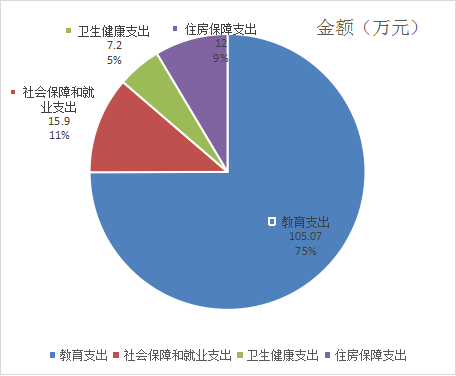 金额（万元）
卫生健康支出
7.2
5%
住房保障支出
12
9%
社会保障和就
业支出
15.9
11%
教育支出
105.07
75%
教育支出 社会保障和就业支出 卫生健康支出 住房保障支出